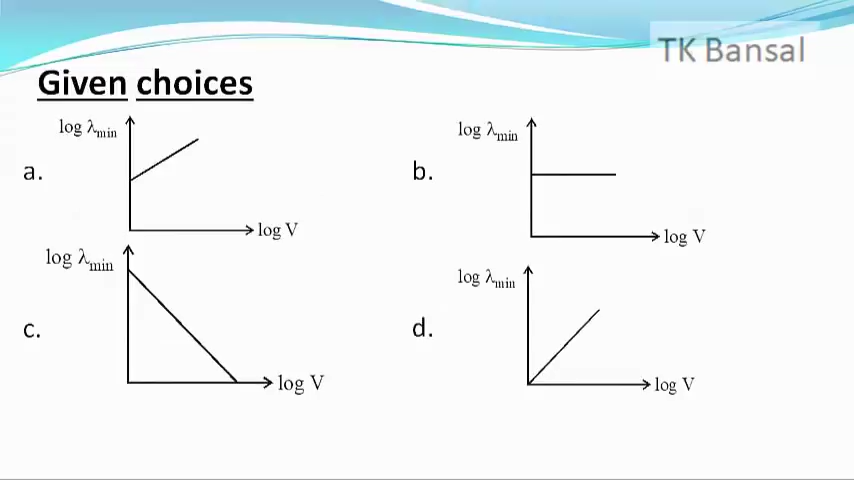 TK Bansal
Given choices
log λmin
a.
log V
log λmin
b.
log V
log λmin
c.
log V
log λmin
d.
log V